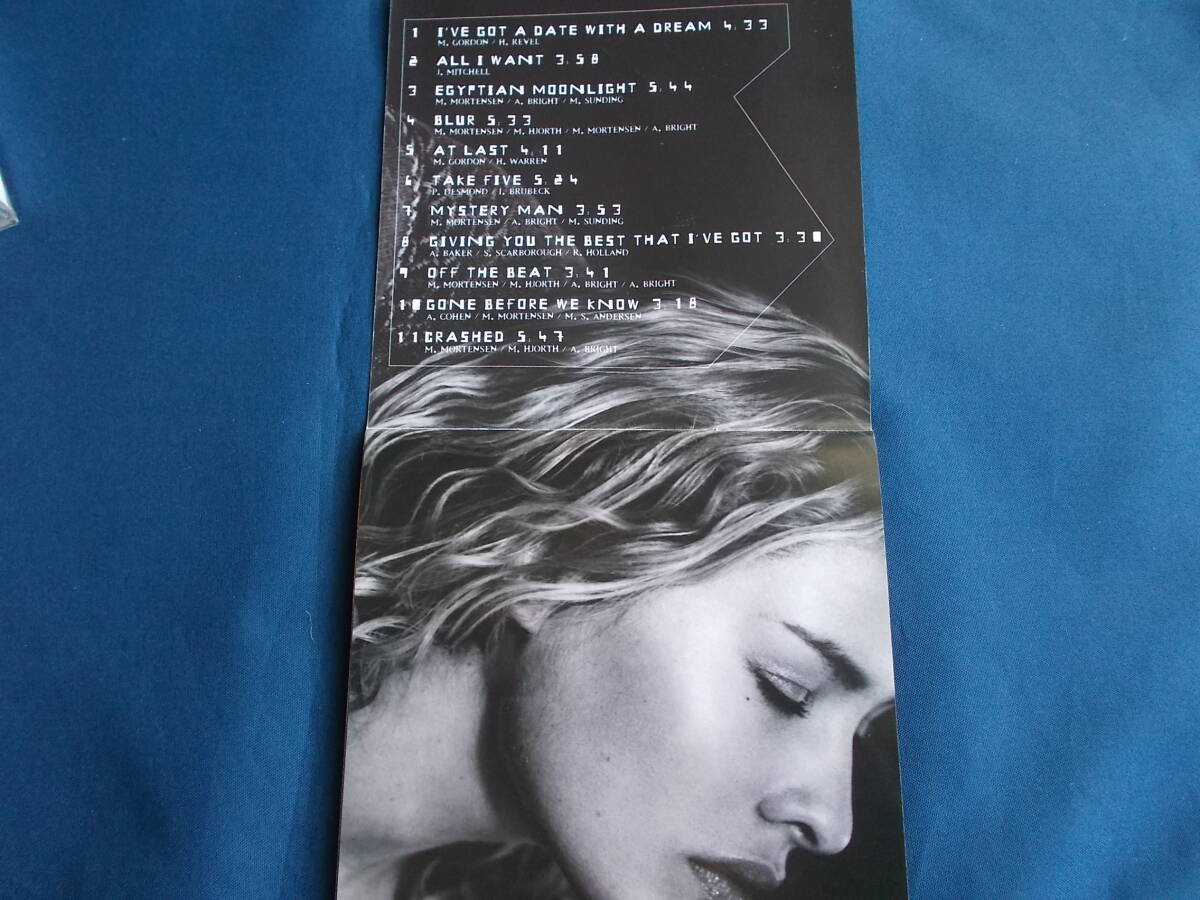 1 I'VE GOT A DATE WITH A DREAM 4.33
M. GORDON / H. REVEL
2 ALL I WANT 3.58
J. MITCHELL
3 EGYPTIAN MOONLIGHT 5.44
M. MORTENSEN / A. BRIGHT / M. SUNDING
4 BLUR 5.33
M. MORTENSEN / M. HJORTH / M. MORTENSEN / A. BRIGHT
5 AT LAST 4.11
M. GORDON / H. WARREN
6 TAKE FIVE 5.24
P. DESMOND / I. BRUBECK
7 MYSTERY MAN 3.53
M. MORTENSEN / A. BRIGHT / M. SUNDING
8 GIVING YOU THE BEST THAT I'VE GOT 3.30
A. BAKER / S. SCARBOROUGH / R. HOLLAND
9 OFF THE BEAT 3.41
M. MORTENSEN / M. HJORTH / A. BRIGHT / A. BRIGHT
10 GONE BEFORE WE KNOW 3.18
A. COHEN / M. MORTENSEN / M. S. ANDERSEN
11 CRASHED 5.47
M. MORTENSEN / M. HJORTH / A. BRIGHT